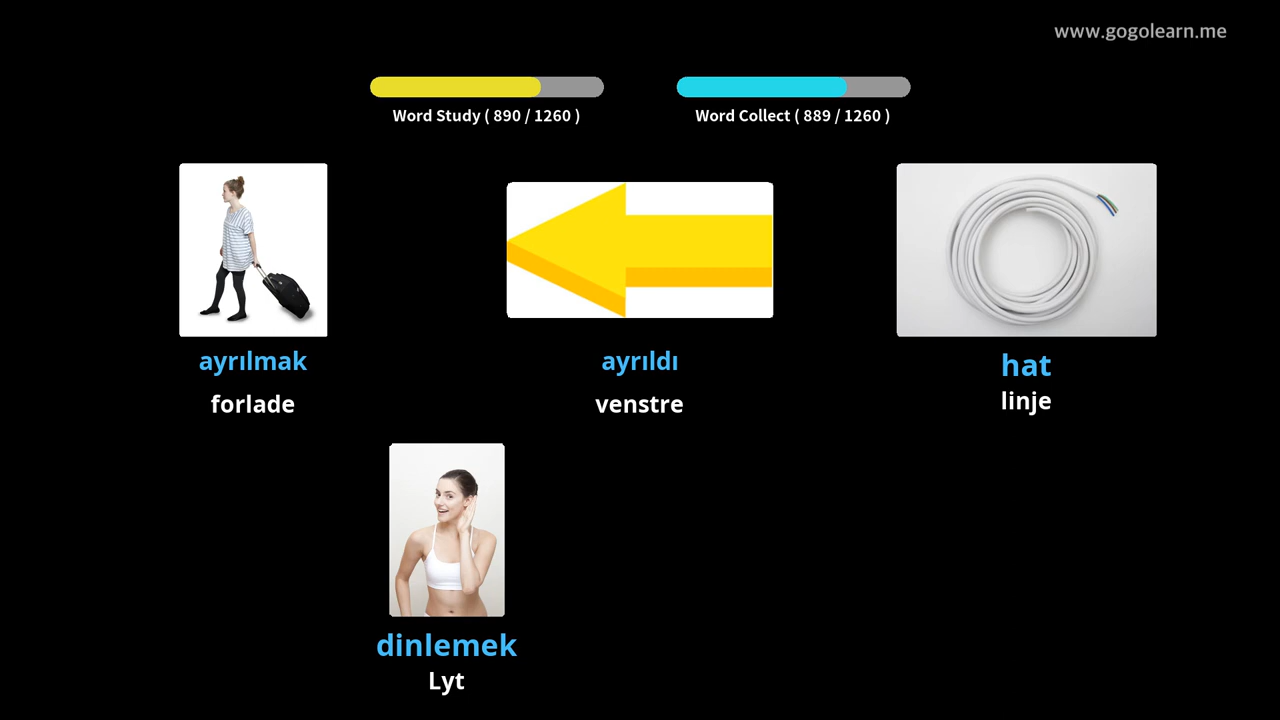 www.gogolearn.me
Word Study ( 890 / 1260 )
Word Collect ( 889 / 1260 )
ayrılmak
forlade
ayrıldı
venstre
hat
linje
dinlemek
Lyt